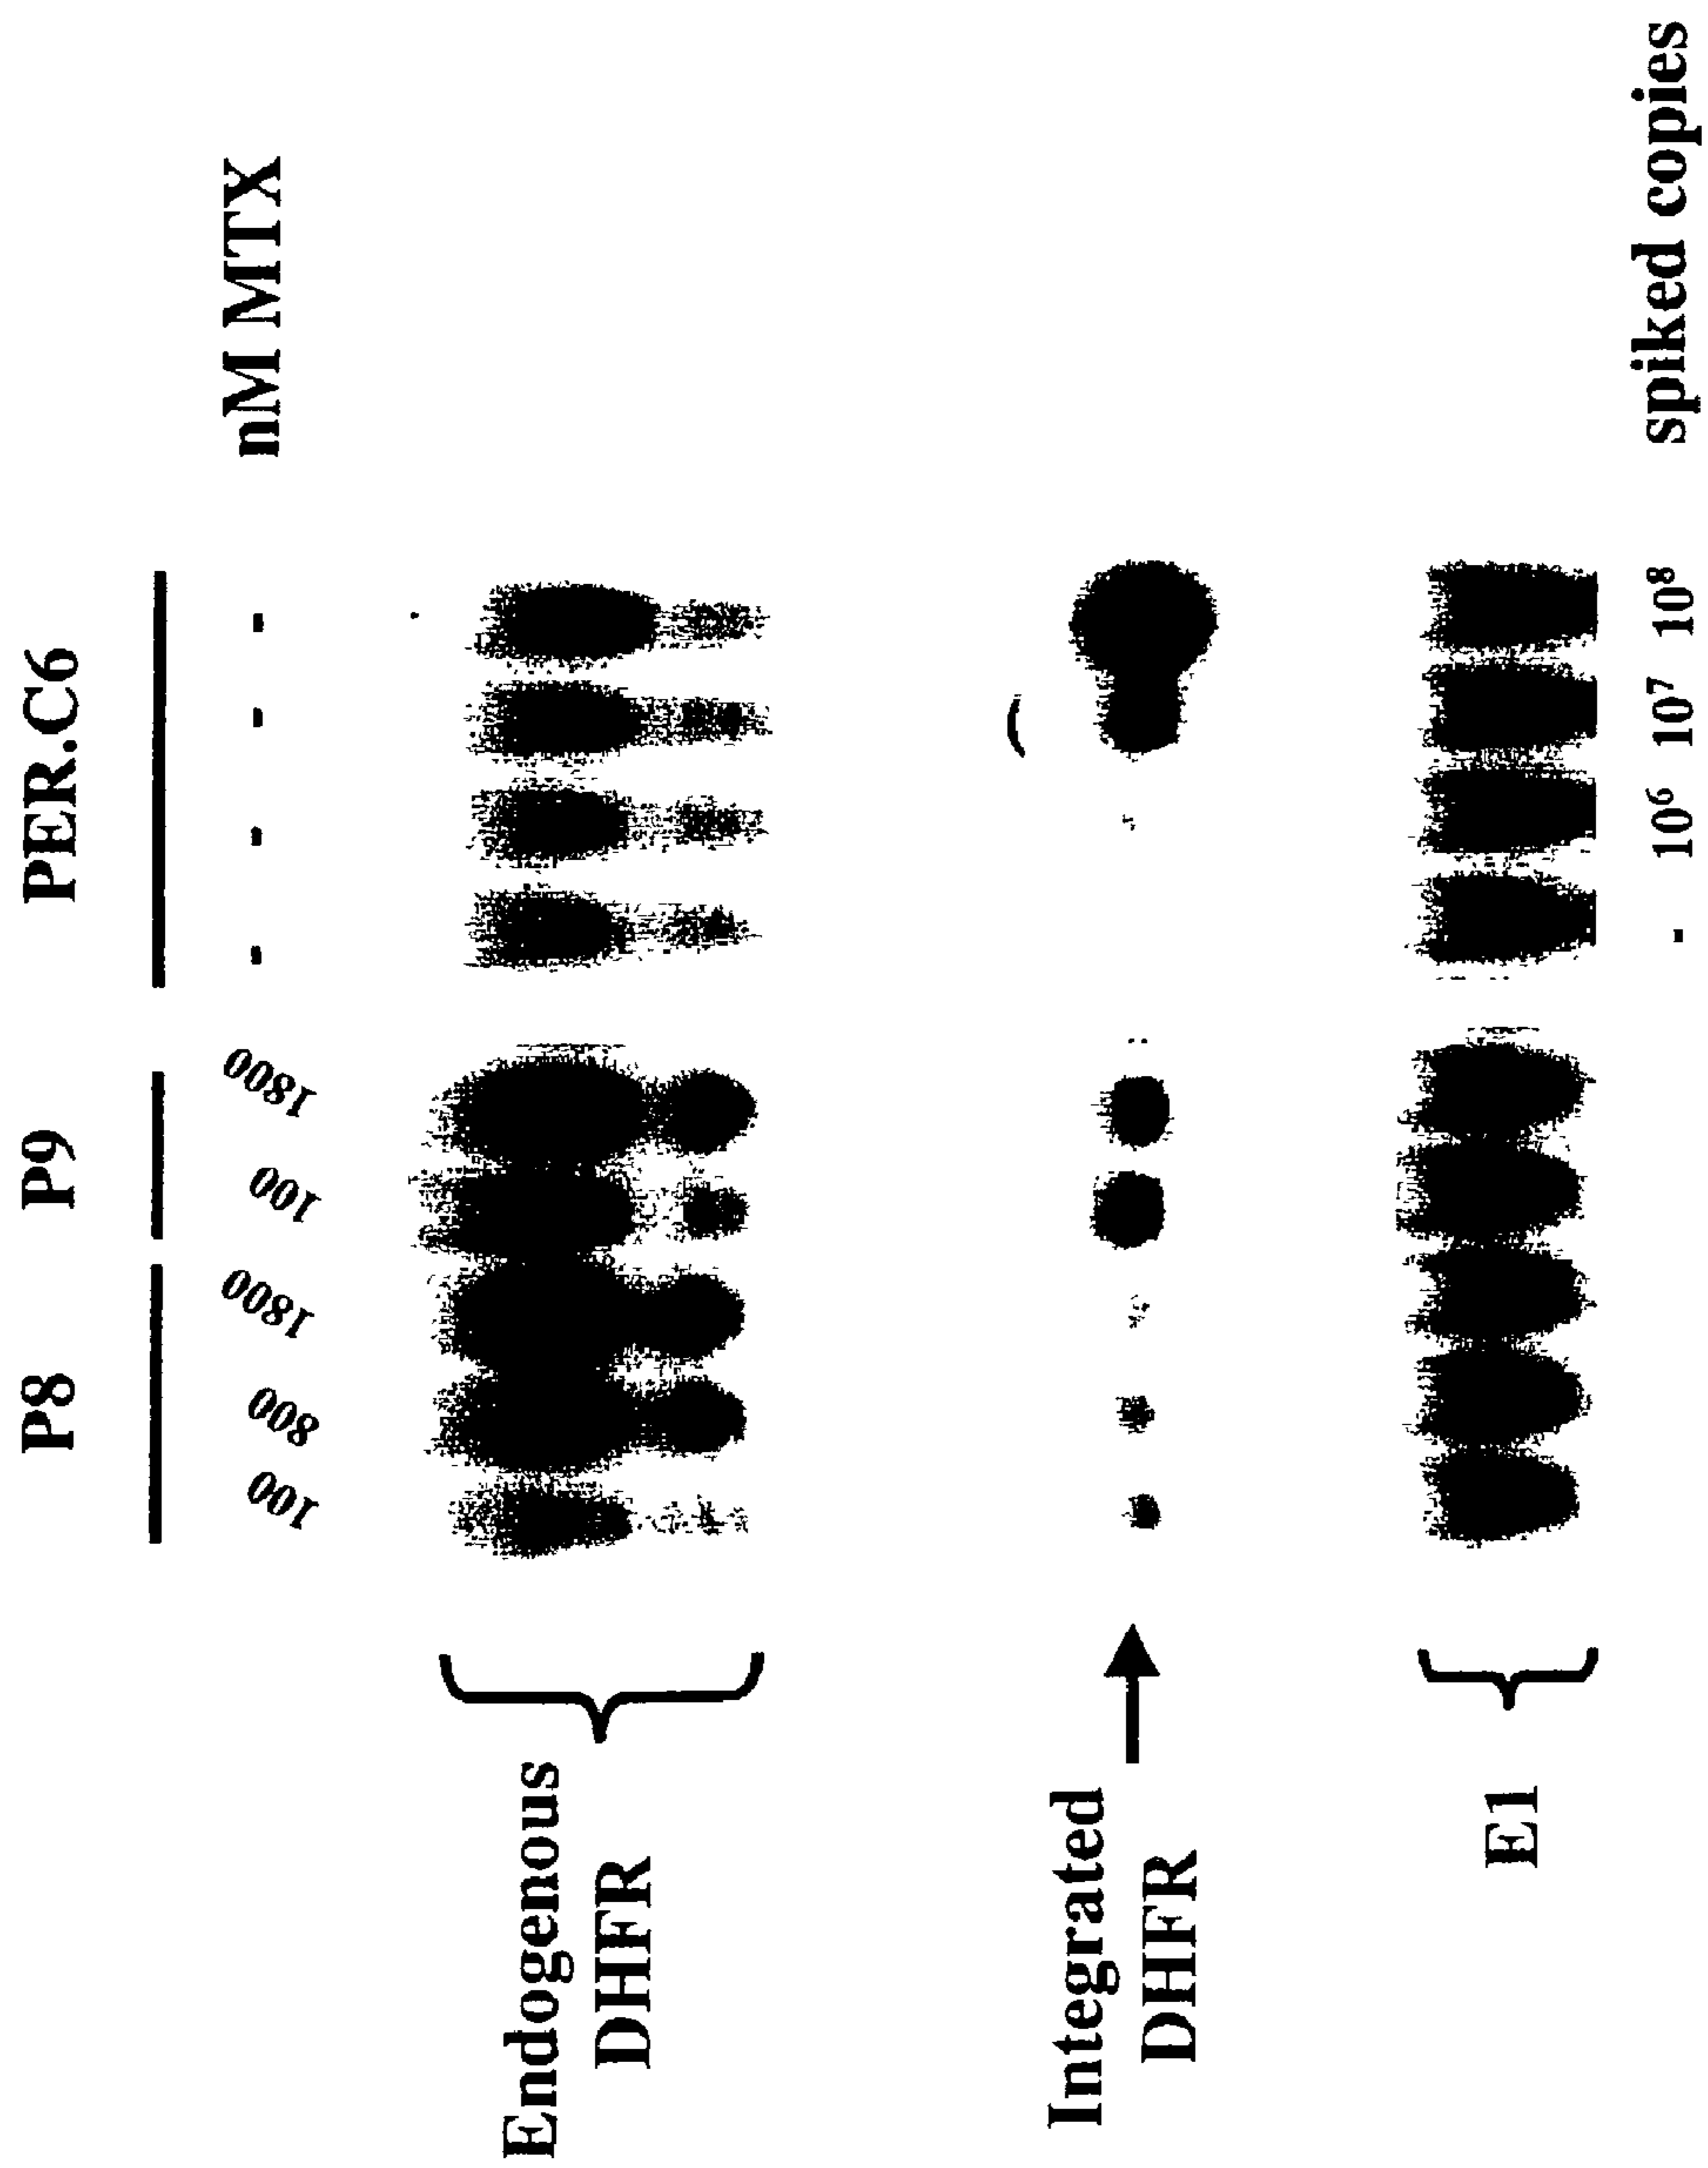 P8 P9 PER.C6
100 800 1800 100 1800 - - - - nM MTX
Endogenous
DHFR
Integrated
DHFR
E1
- 10⁶ 10⁷ 10⁸ spiked copies